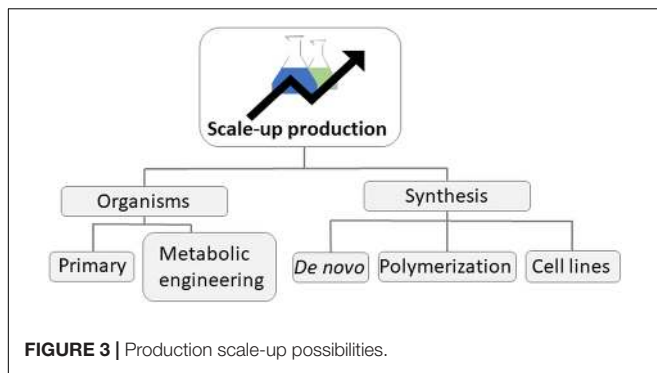 Scale-up production
Organisms
Synthesis
Primary
Metabolic
engineering
De novo
Polymerization
Cell lines
FIGURE 3 | Production scale-up possibilities.